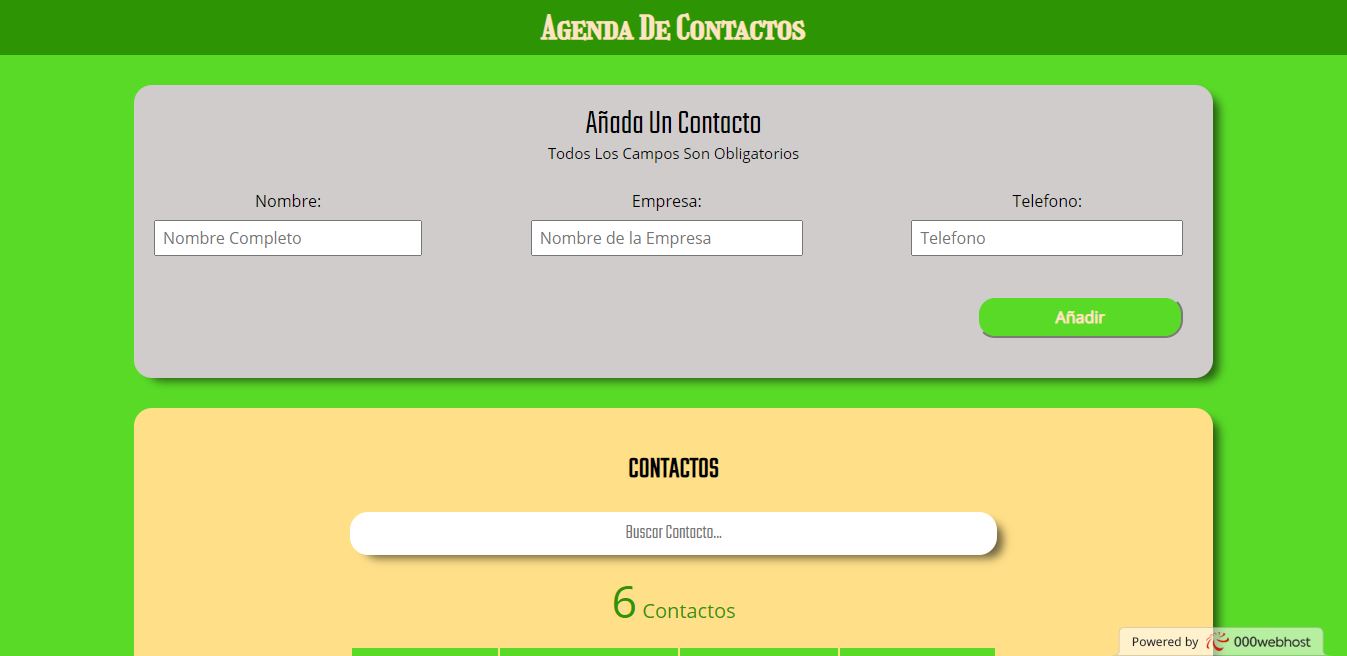 Agenda De Contactos
Añada Un Contacto
Todos Los Campos Son Obligatorios
Nombre: Empresa: Telefono:
Nombre Completo Nombre de la Empresa Telefono
Añadir
CONTACTOS
Buscar Contacto...
6 Contactos
Powered by 000webhost